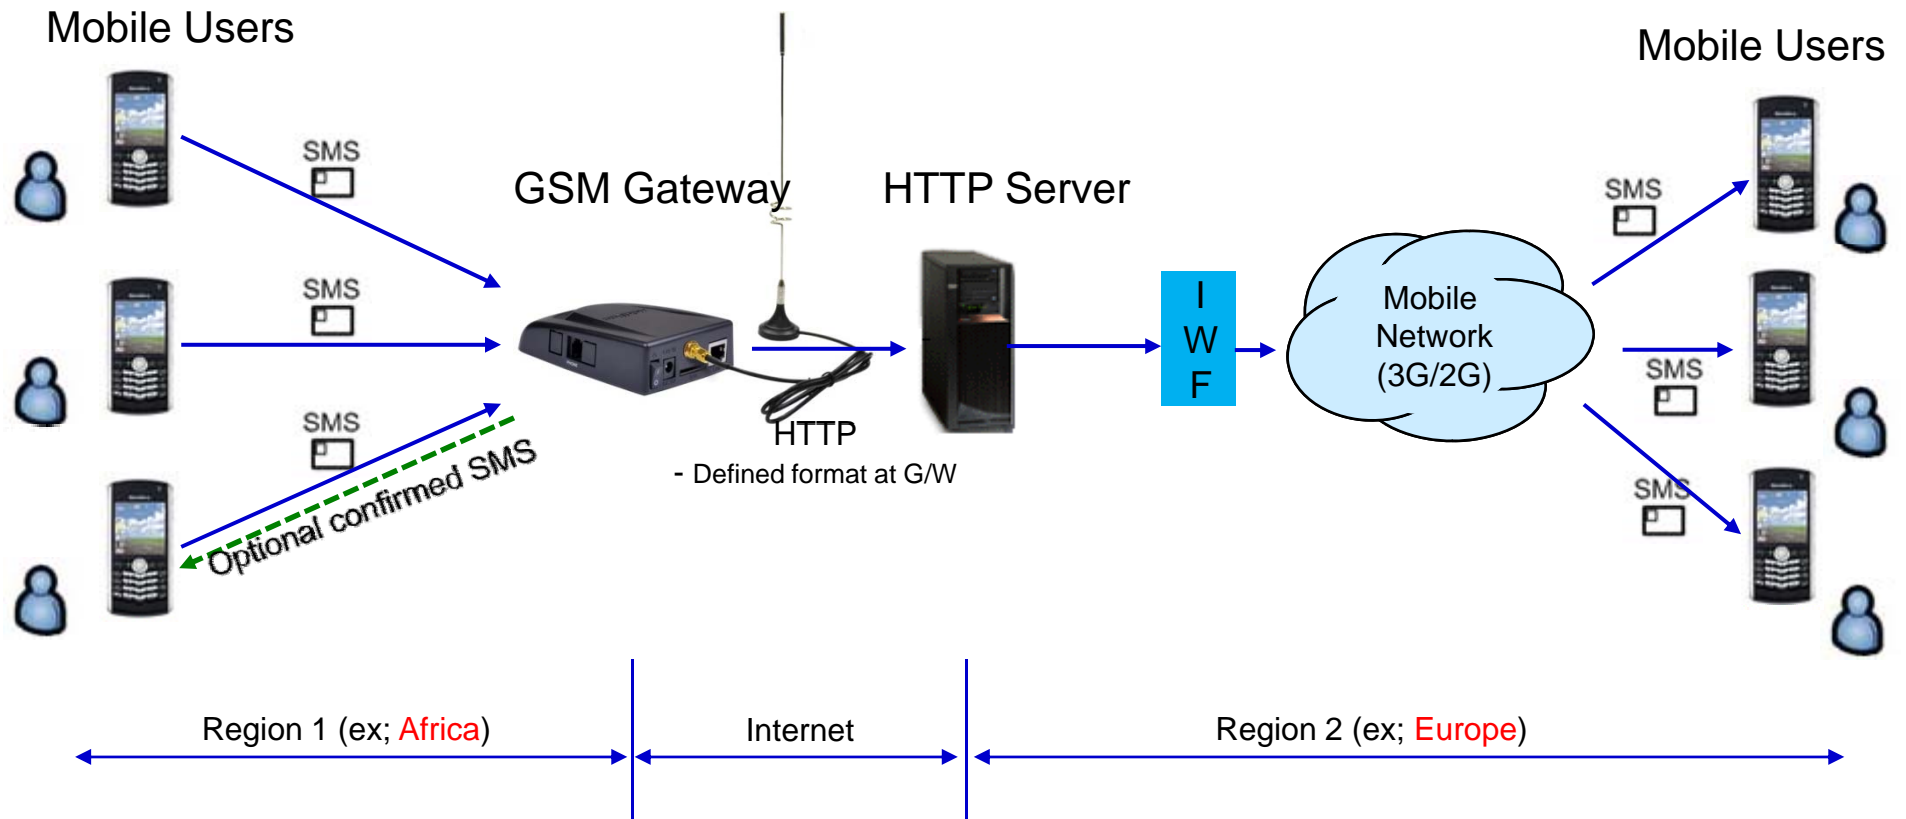 Mobile Users
Mobile Users
SMS
GSM Gateway
HTTP Server
SMS
SMS
I
W
F
Mobile
Network
(3G/2G)
SMS
SMS
SMS
Optional confirmed SMS
HTTP
- Defined format at G/W
Region 1 (ex; Africa)
Internet
Region 2 (ex; Europe)